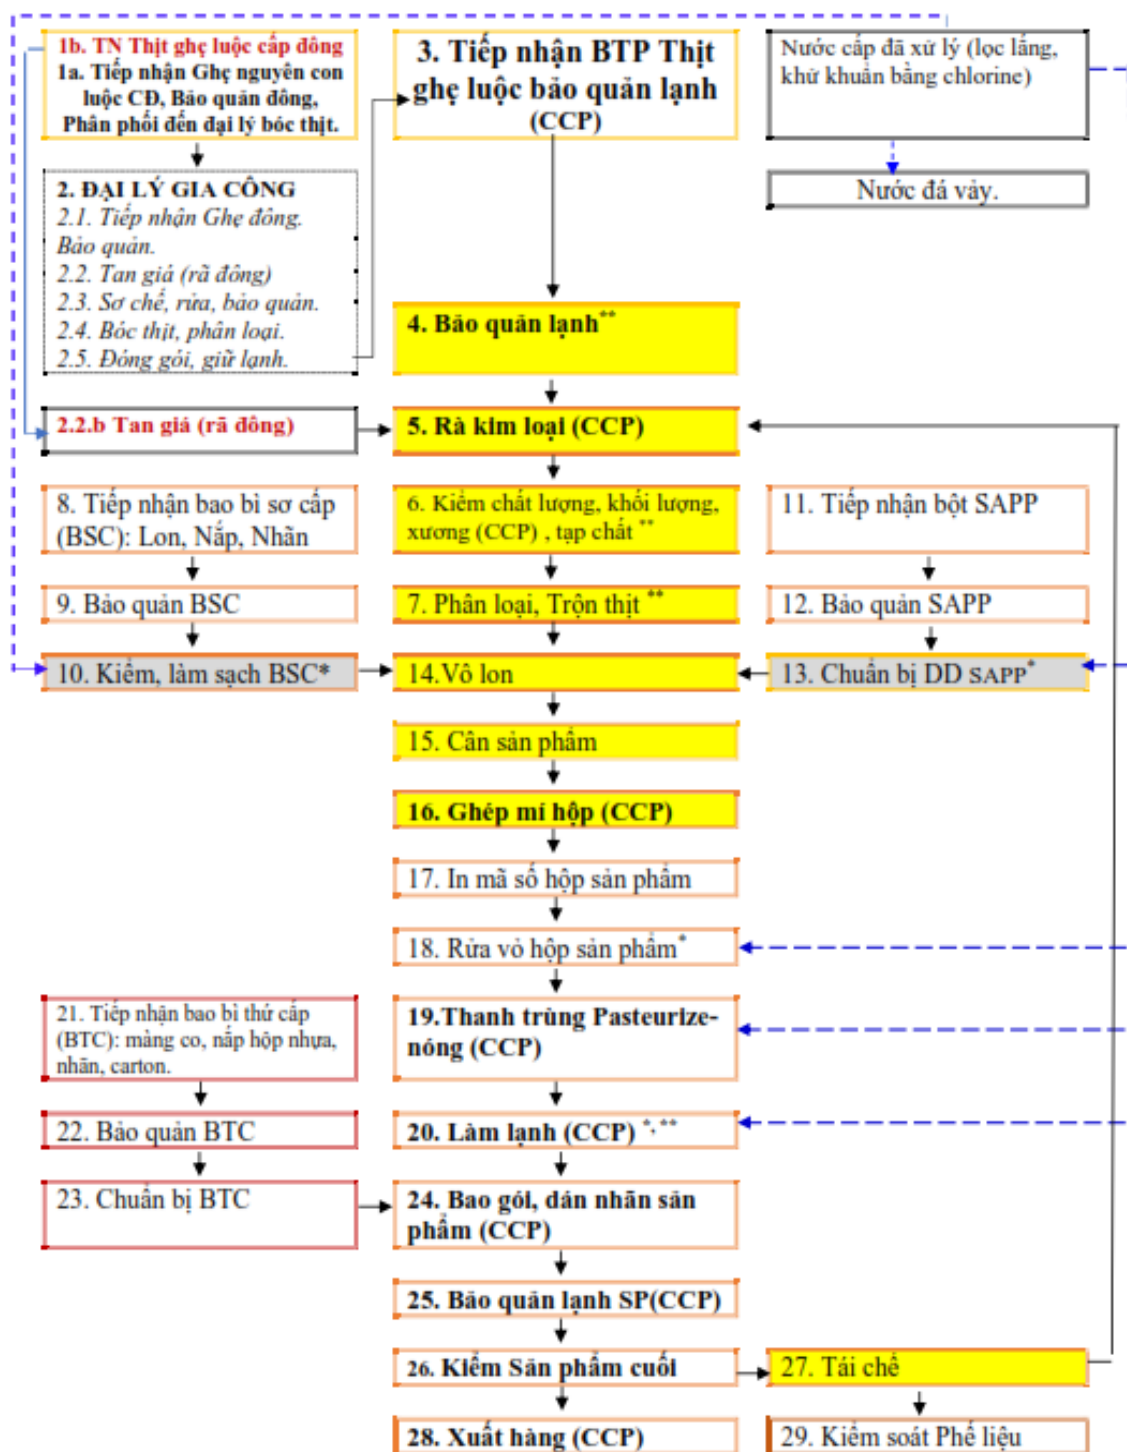 1b. TN Thịt ghẹ luộc cấp đông
1a. Tiếp nhận Ghẹ nguyên con
luộc CĐ, Bảo quản đông,
Phân phối đến đại lý bóc thịt.
3. Tiếp nhận BTP Thịt
ghẹ luộc bảo quản lạnh
(CCP)
Nước cấp đã xử lý (lọc lắng,
khử khuẩn bằng chlorine)
Nước đá vảy.
2. ĐẠI LÝ GIA CÔNG
2.1. Tiếp nhận Ghẹ đông.
Bảo quản.
2.2. Tan giá (rã đông)
2.3. Sơ chế, rửa, bảo quản.
2.4. Bóc thịt, phân loại.
2.5. Đóng gói, giữ lạnh.
4. Bảo quản lạnh**
2.2.b Tan giá (rã đông)
5. Rà kim loại (CCP)
8. Tiếp nhận bao bì sơ cấp
(BSC): Lon, Nắp, Nhãn
6. Kiểm chất lượng, khối lượng,
xương (CCP) , tạp chất **
11. Tiếp nhận bột SAPP
9. Bảo quản BSC
7. Phân loại, Trộn thịt **
12. Bảo quản SAPP
10. Kiểm, làm sạch BSC*
14.Vô lon
13. Chuẩn bị DD SAPP*
15. Cân sản phẩm
16. Ghép mí hộp (CCP)
17. In mã số hộp sản phẩm
18. Rửa vỏ hộp sản phẩm*
21. Tiếp nhận bao bì thứ cấp
(BTC): màng co, nắp hộp nhựa,
nhãn, carton.
19.Thanh trùng Pasteurize-
nóng (CCP)
22. Bảo quản BTC
20. Làm lạnh (CCP) *, **
23. Chuẩn bị BTC
24. Bao gói, dán nhãn sản
phẩm (CCP)
25. Bảo quản lạnh SP(CCP)
26. Kiểm Sản phẩm cuối
27. Tái chế
28. Xuất hàng (CCP)
29. Kiểm soát Phế liệu